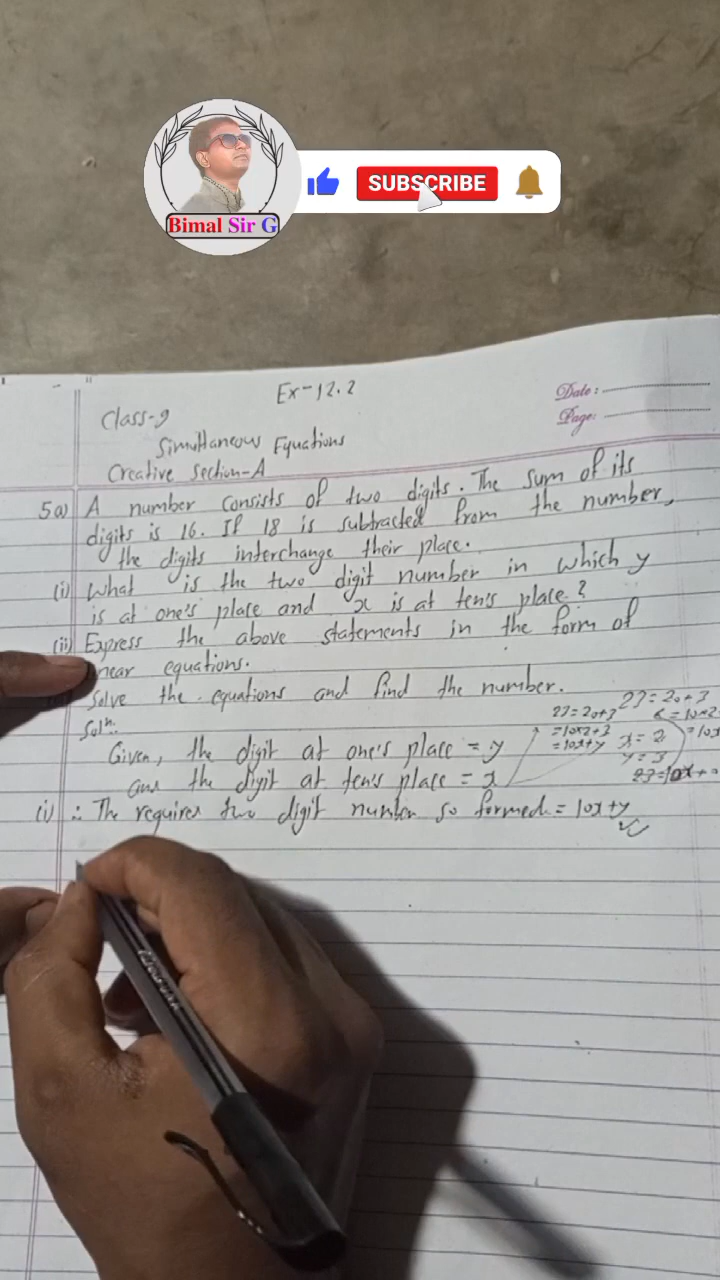 Bimal Sir G
SUBSCRIBE
Ex-12.2
Date:
Page:
Class-9
Simultaneous Equations
Creative Section-A
5a) A number consists of two digits. The sum of its
digits is 16. If 18 is subtracted from the number,
the digits interchange their place.
(i) What is the two digit number in which y
is at one's place and x is at ten's place?
(ii) Express the above statements in the form of
near equations.
Solve the equations and find the number.
Solⁿ.
23=20+3
=10×2+3
=10x+y
23=20+3
x=2
y=3
Given, the digit at one's place = y
and the digit at ten's place = x
(i) ∴ The required two digit number so formed = 10x+y